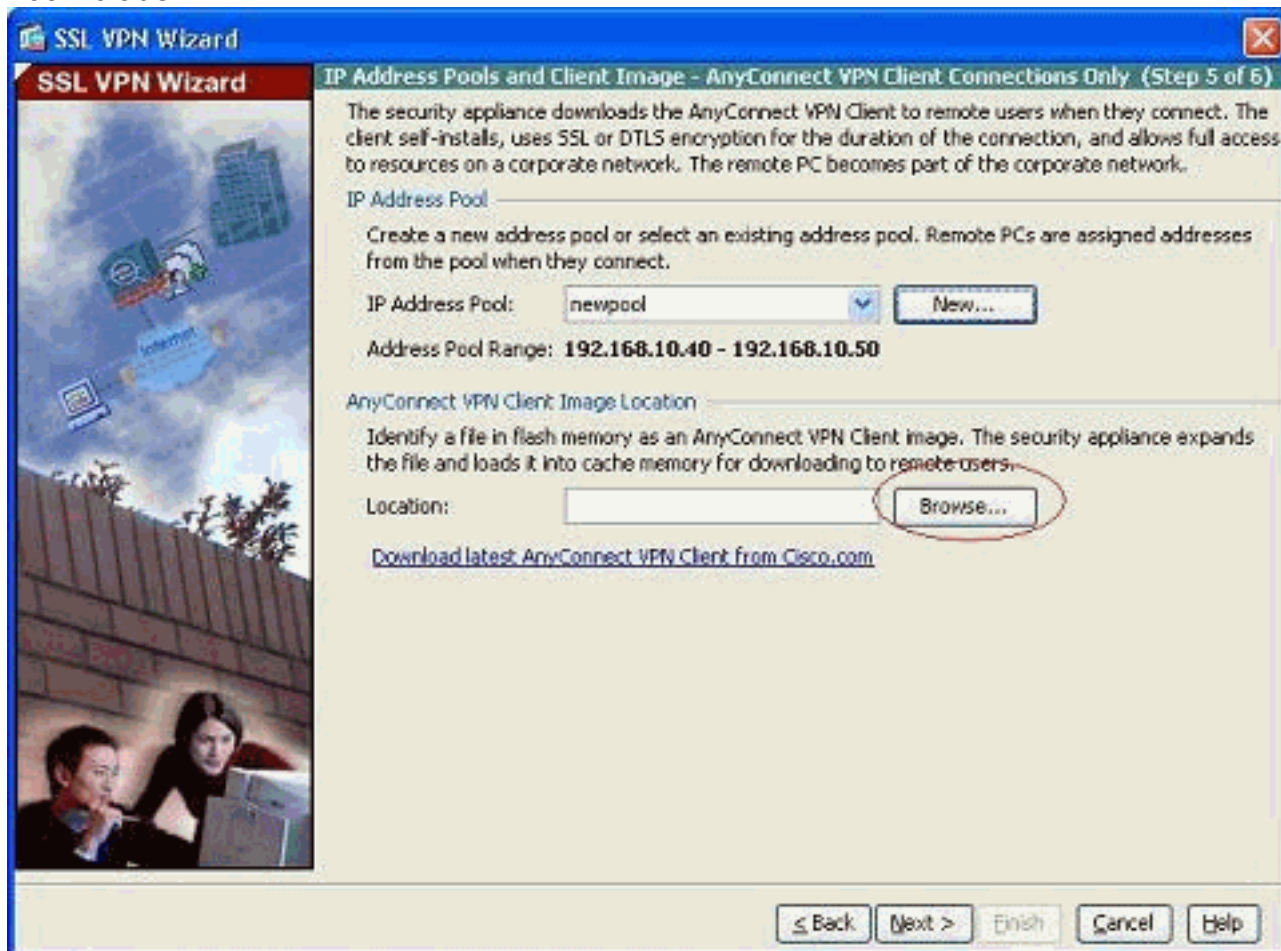 SSL VPN Wizard
SSL VPN Wizard
IP Address Pools and Client Image - AnyConnect VPN Client Connections Only (Step 5 of 6)
The security appliance downloads the AnyConnect VPN Client to remote users when they connect. The
client self-installs, uses SSL or DTLS encryption for the duration of the connection, and allows full access
to resources on a corporate network. The remote PC becomes part of the corporate network.
IP Address Pool
Create a new address pool or select an existing address pool. Remote PCs are assigned addresses
from the pool when they connect.
IP Address Pool: newpool New...
Address Pool Range: 192.168.10.40 - 192.168.10.50
AnyConnect VPN Client Image Location
Identify a file in flash memory as an AnyConnect VPN Client image. The security appliance expands
the file and loads it into cache memory for downloading to remote users.
Location: Browse...
Download latest AnyConnect VPN Client from Cisco.com
Internet
< Back Next > Finish Cancel Help